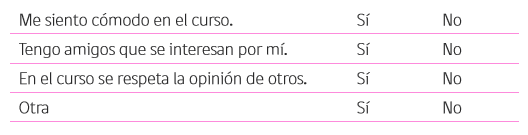 Me siento cómodo en el curso. Sí No
Tengo amigos que se interesan por mí. Sí No
En el curso se respeta la opinión de otros. Sí No
Otra Sí No